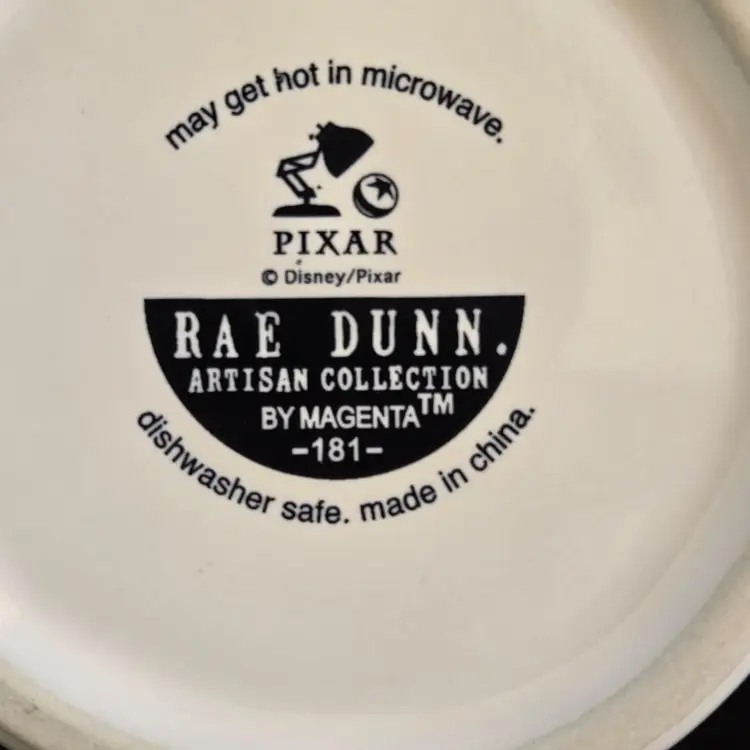 may get hot in microwave.
PIXAR
© Disney/Pixar
RAE DUNN.
ARTISAN COLLECTION
BY MAGENTA™
-181-
dishwasher safe. made in china.